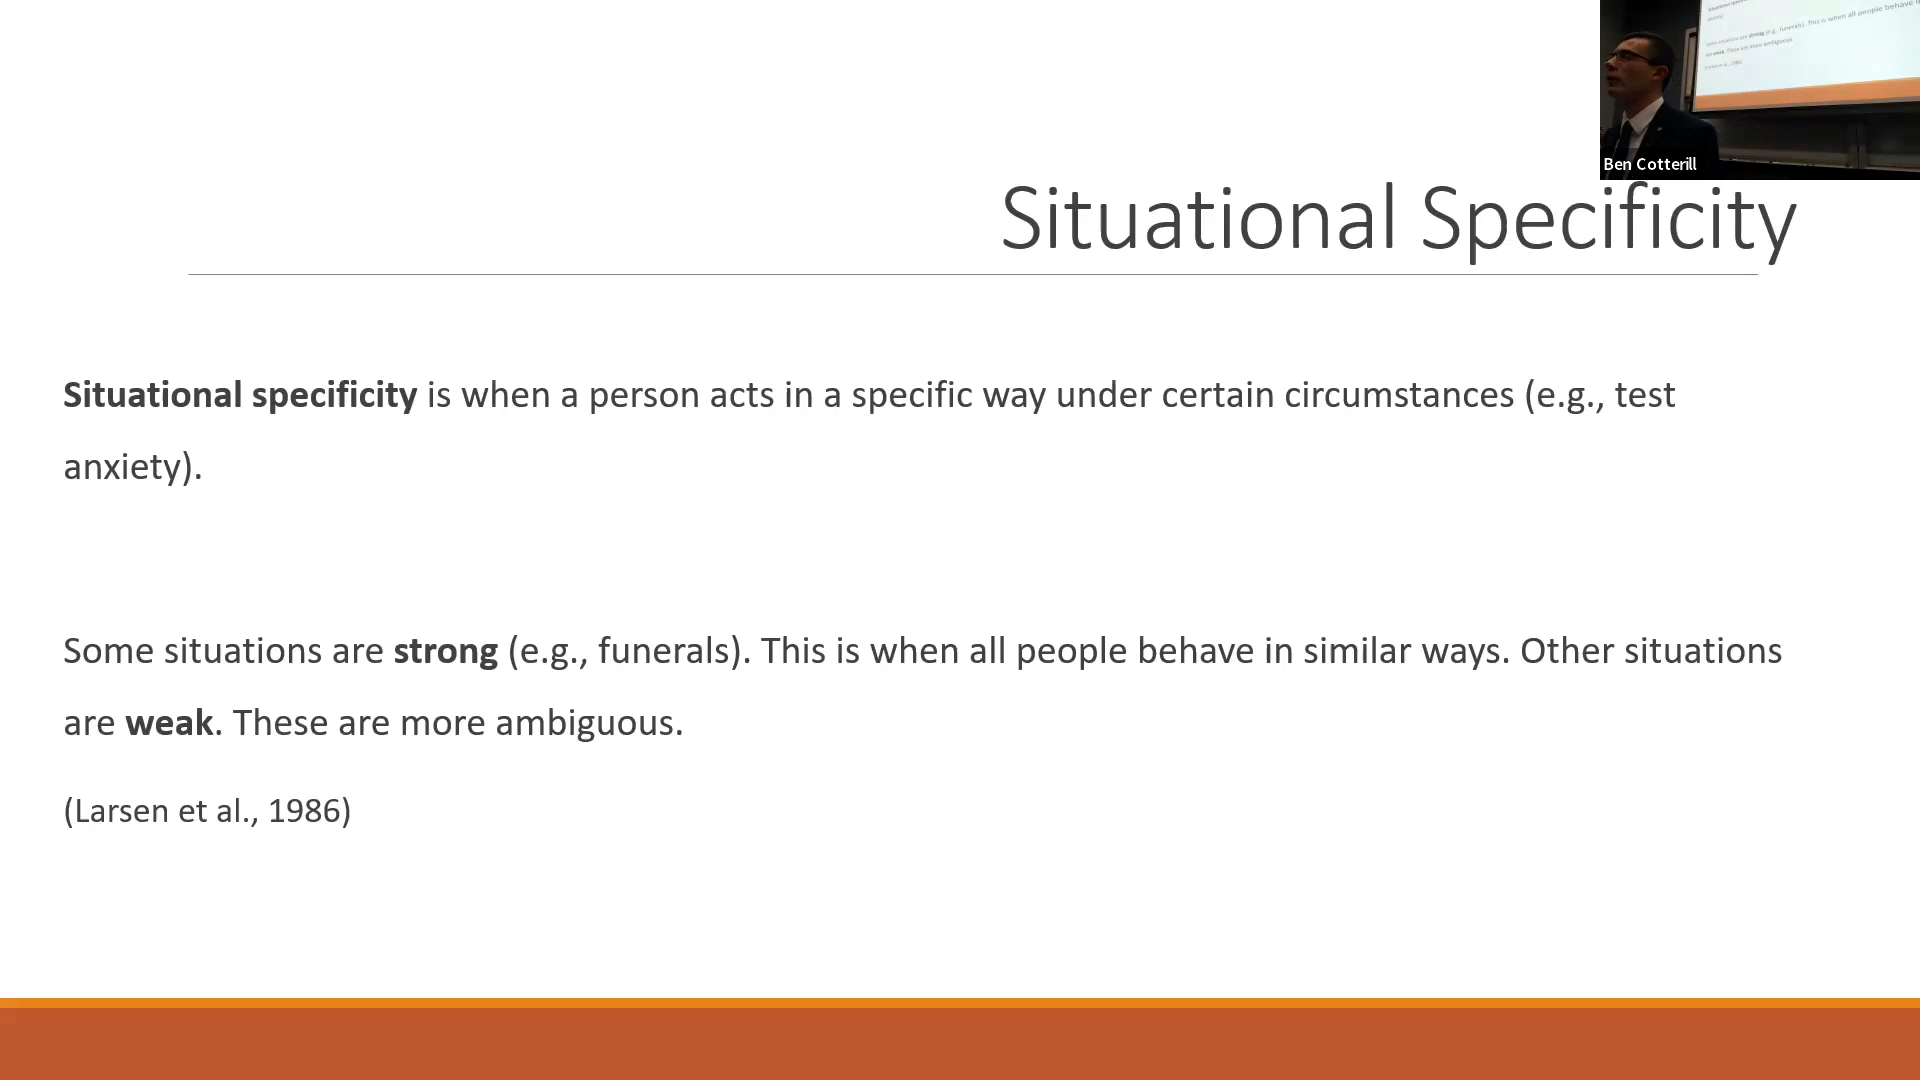 Ben Cotterill
Situational Specificity
Situational specificity is when a person acts in a specific way under certain circumstances (e.g., test
anxiety).
Some situations are strong (e.g., funerals). This is when all people behave in similar ways. Other situations
are weak. These are more ambiguous.
(Larsen et al., 1986)